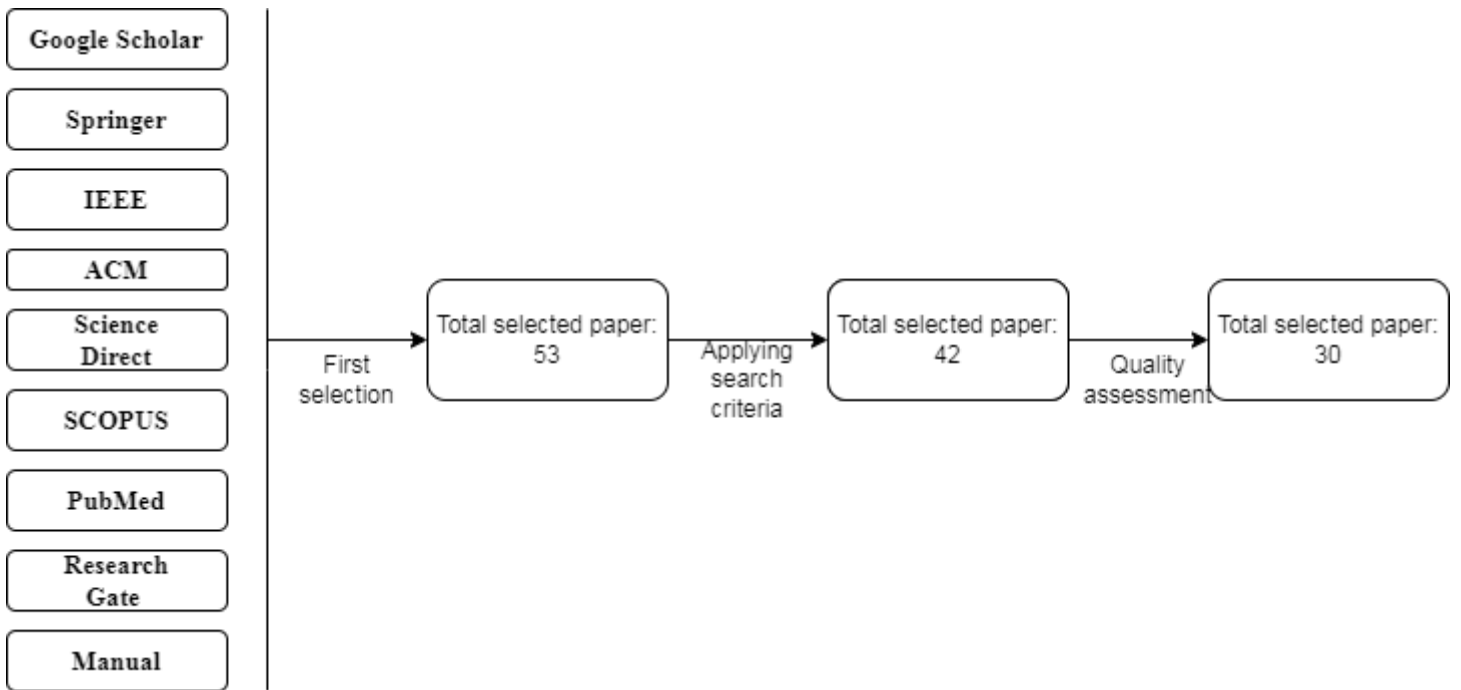 Google Scholar
Springer
IEEE
ACM
Science
Direct
SCOPUS
PubMed
Research
Gate
Manual
First
selection
Total selected paper:
53
Applying
search
criteria
Total selected paper:
42
Quality
assessment
Total selected paper:
30